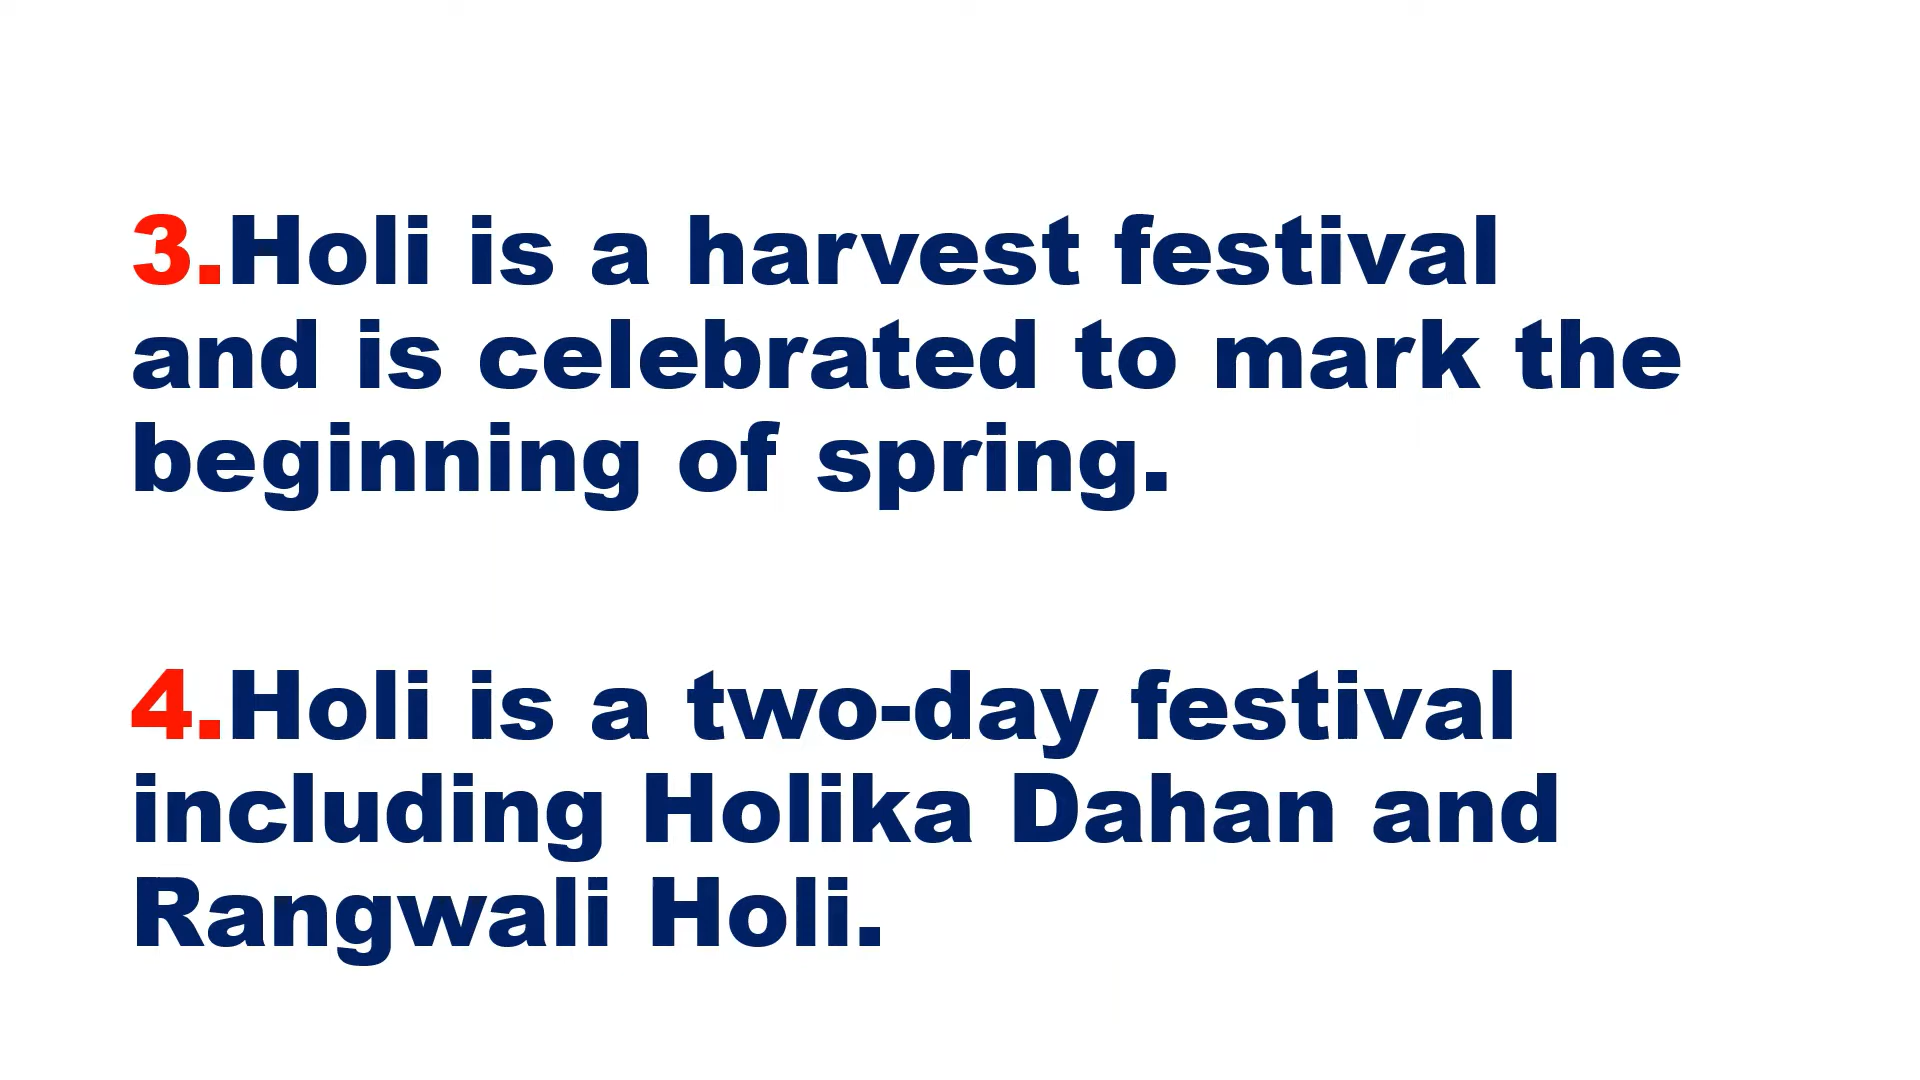 3.Holi is a harvest festival
and is celebrated to mark the
beginning of spring.
4.Holi is a two-day festival
including Holika Dahan and
Rangwali Holi.